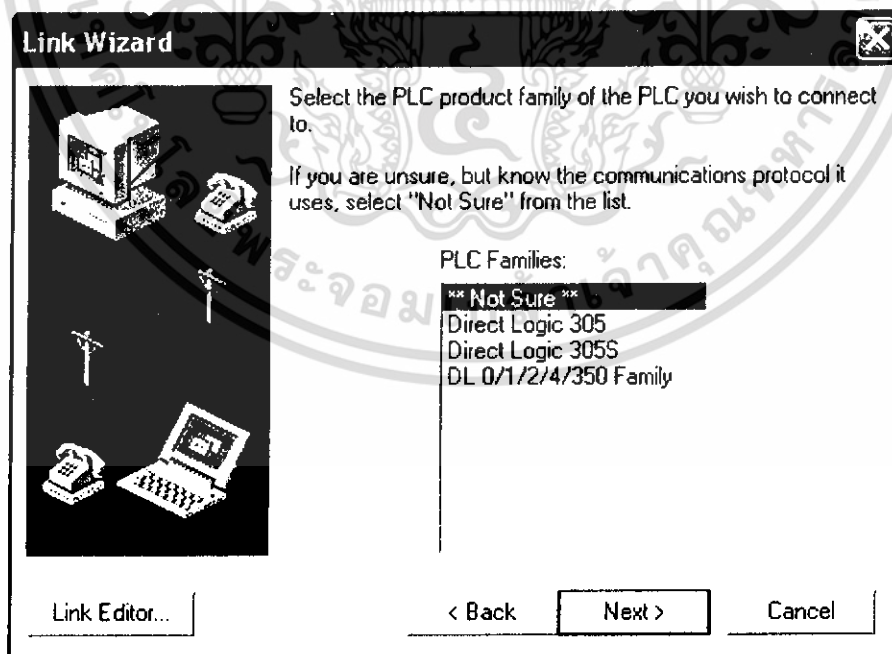 Link Wizard
Select the PLC product family of the PLC you wish to connect
to.
If you are unsure, but know the communications protocol it
uses, select "Not Sure" from the list.
PLC Families:
** Not Sure **
Direct Logic 305
Direct Logic 305S
DL 0/1/2/4/350 Family
Link Editor...
< Back
Next >
Cancel